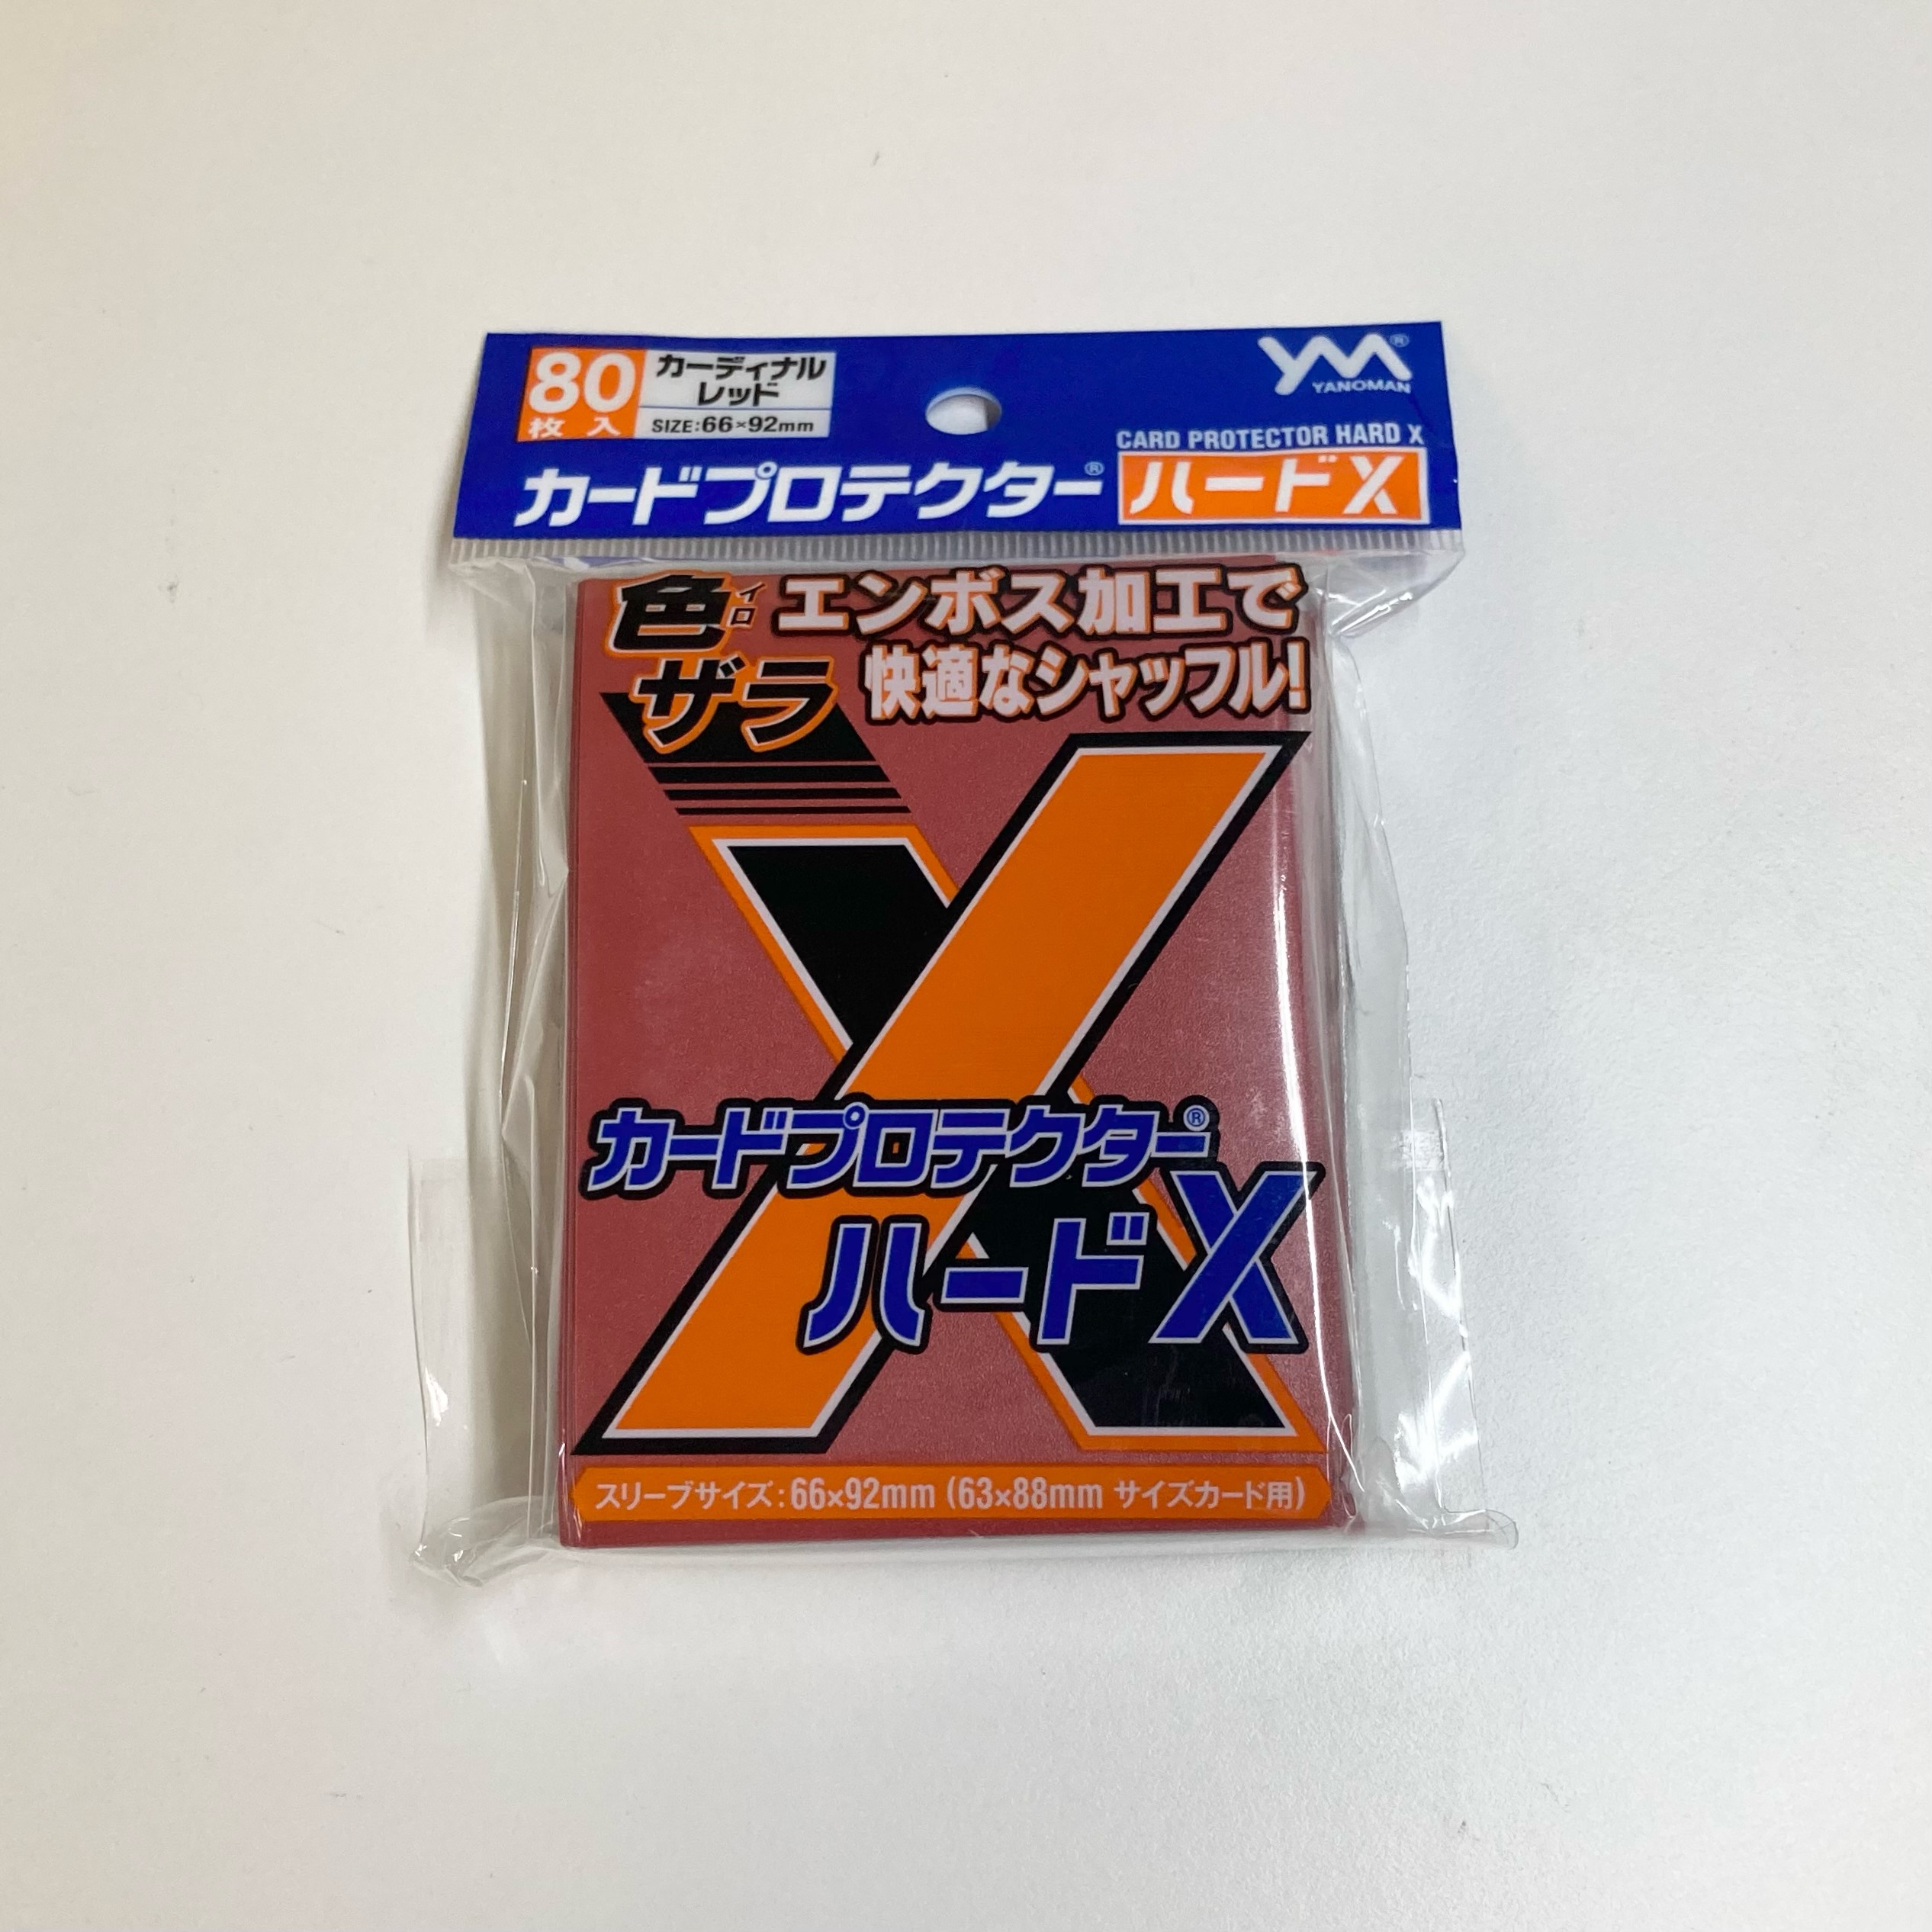 80
枚入
カーディナル
レッド
SIZE:66×92mm
YM®
YANOMAN
CARD PROTECTOR HARD X
カードプロテクター® ハードX
色イロ
ザラ
エンボス加工で
快適なシャッフル!
X
カードプロテクター®
ハードX
スリーブサイズ:66×92mm(63×88mm サイズカード用)